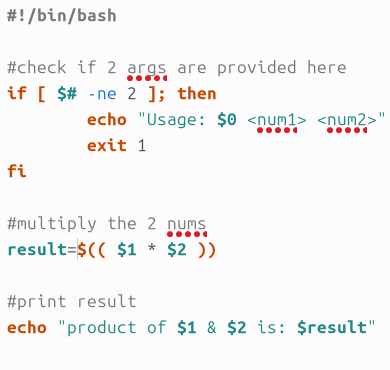 #!/bin/bash
#check if 2 args are provided here
if [ $# -ne 2 ]; then
echo "Usage: $0 <num1> <num2>"
exit 1
fi
#multiply the 2 nums
result=$(( $1 * $2 ))
#print result
echo "product of $1 & $2 is: $result"